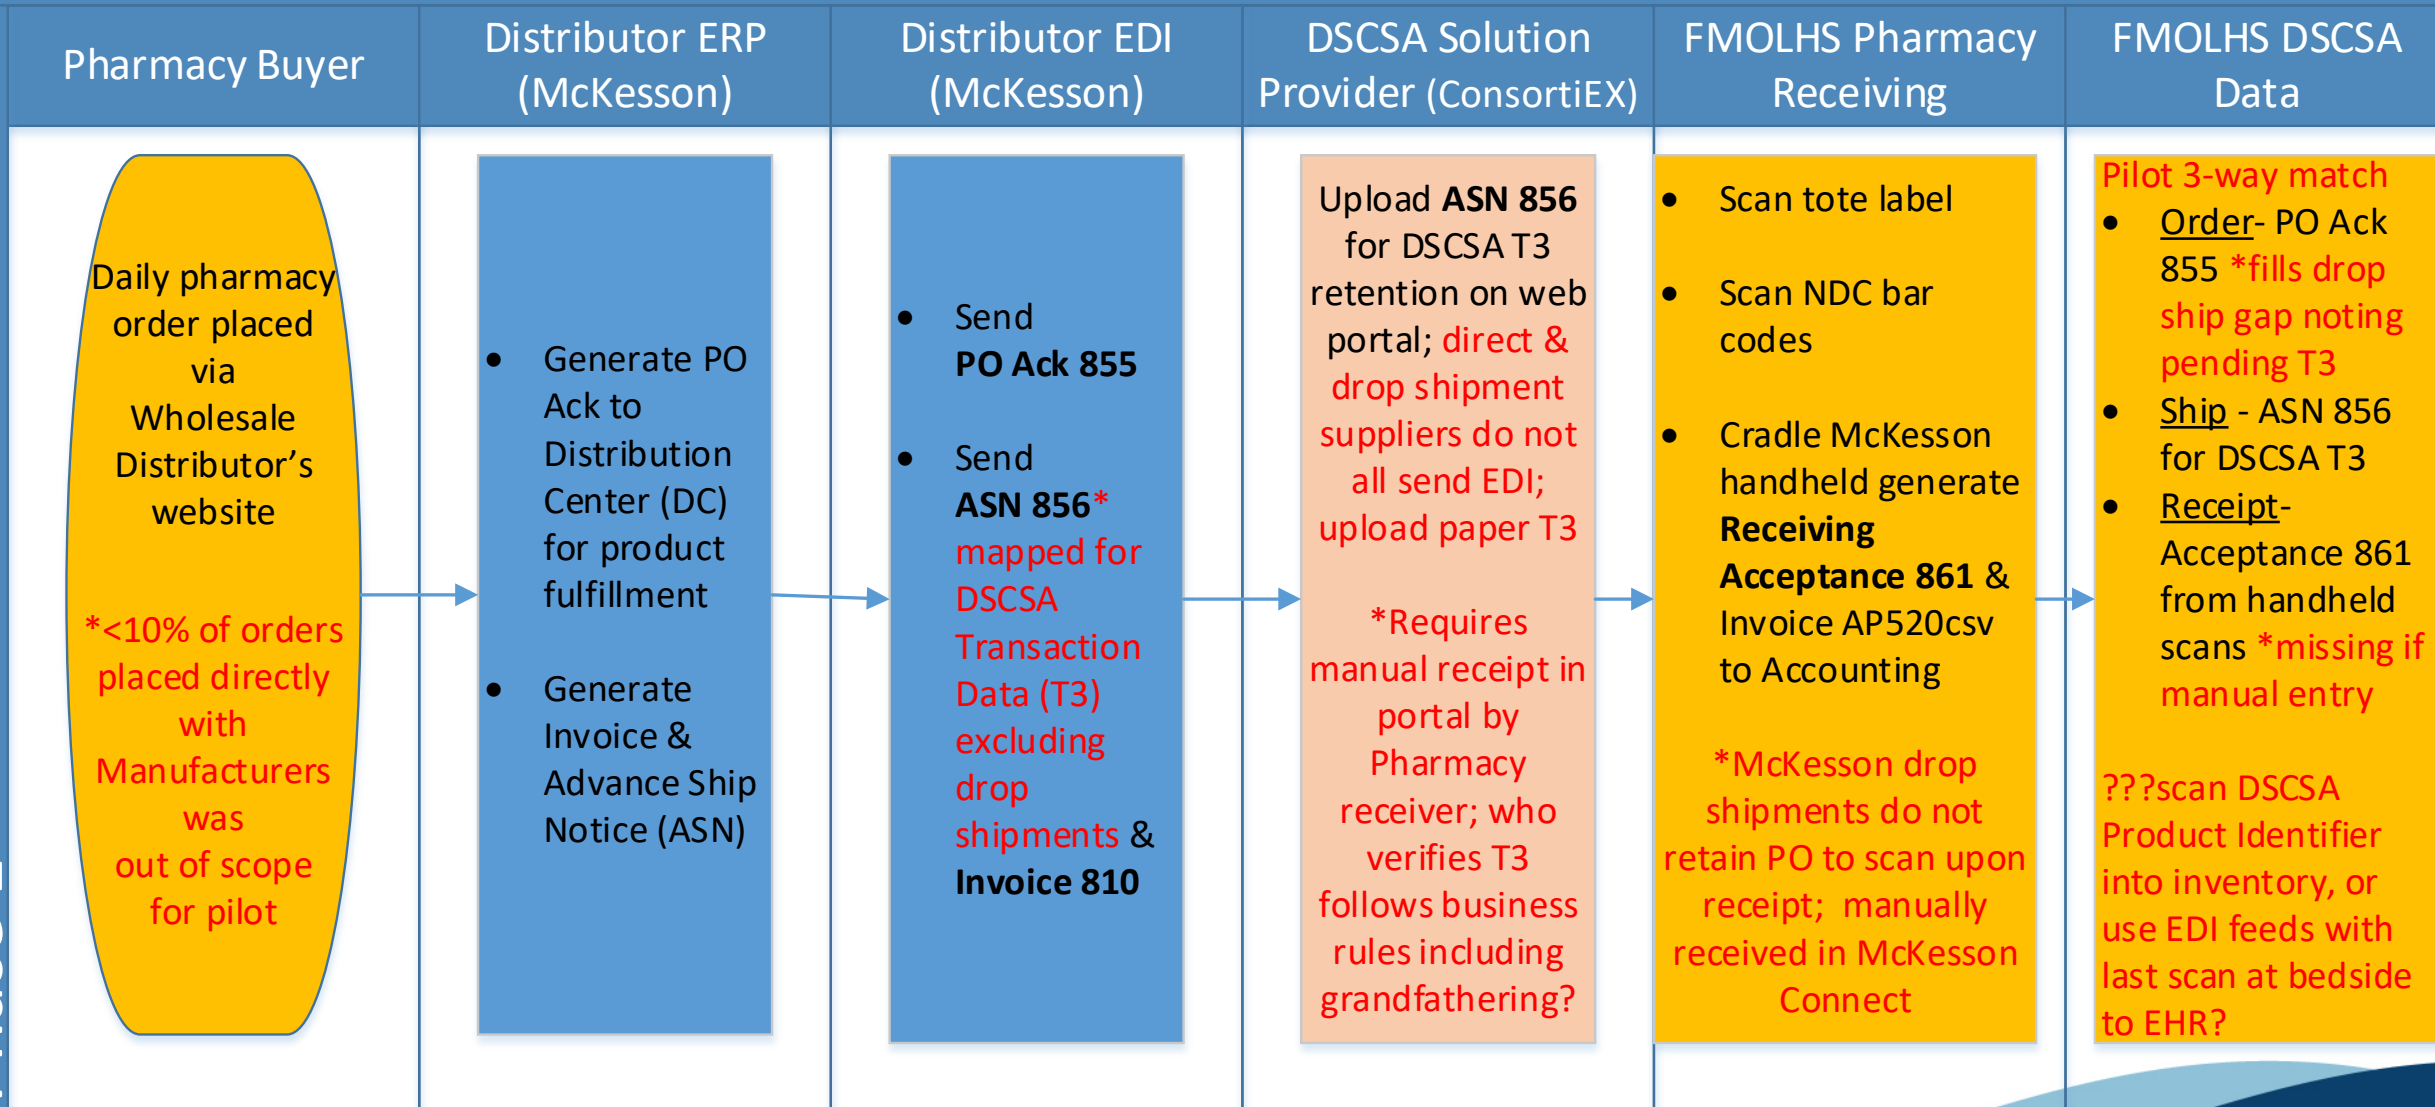 Pharmacy Buyer
Distributor ERP
(McKesson)
Distributor EDI
(McKesson)
DSCSA Solution
Provider (ConsortiEX)
FMOLHS Pharmacy
Receiving
FMOLHS DSCSA
Data
Daily pharmacy
order placed
via
Wholesale
Distributor’s
website
*<10% of orders
placed directly
with
Manufacturers
was
out of scope
for pilot
• Generate PO
Ack to
Distribution
Center (DC)
for product
fulfillment
• Generate
Invoice &
Advance Ship
Notice (ASN)
• Send
PO Ack 855
• Send
ASN 856*
mapped for
DSCSA
Transaction
Data (T3)
excluding
drop
shipments &
Invoice 810
Upload ASN 856
for DSCSA T3
retention on web
portal; direct &
drop shipment
suppliers do not
all send EDI;
upload paper T3
*Requires
manual receipt in
portal by
Pharmacy
receiver; who
verifies T3
follows business
rules including
grandfathering?
• Scan tote label
• Scan NDC bar
codes
• Cradle McKesson
handheld generate
Receiving
Acceptance 861 &
Invoice AP520csv
to Accounting
*McKesson drop
shipments do not
retain PO to scan upon
receipt; manually
received in McKesson
Connect
Pilot 3-way match
• Order- PO Ack
855 *fills drop
ship gap noting
pending T3
• Ship - ASN 856
for DSCSA T3
• Receipt-
Acceptance 861
from handheld
scans *missing if
manual entry
???scan DSCSA
Product Identifier
into inventory, or
use EDI feeds with
last scan at bedside
to EHR?